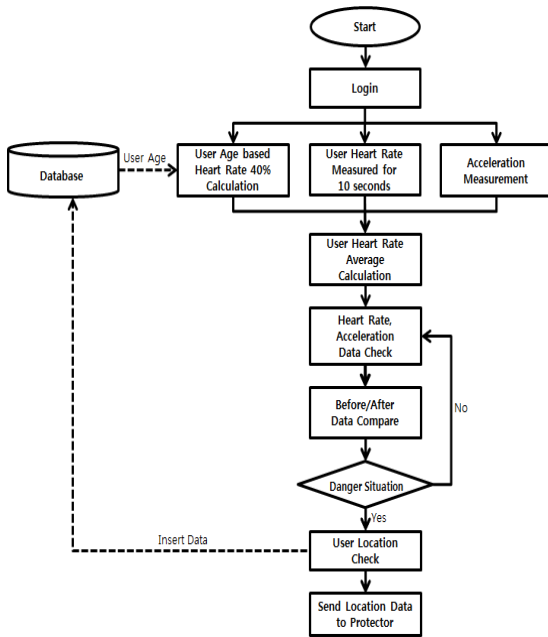 Start
Login
User Age
Database
User Age based
Heart Rate 40%
Calculation
User Heart Rate
Measured for
10 seconds
Acceleration
Measurement
User Heart Rate
Average
Calculation
Heart Rate,
Acceleration
Data Check
Before/After
Data Compare
No
Danger Situation
Yes
Insert Data
User Location
Check
Send Location Data
to Protector